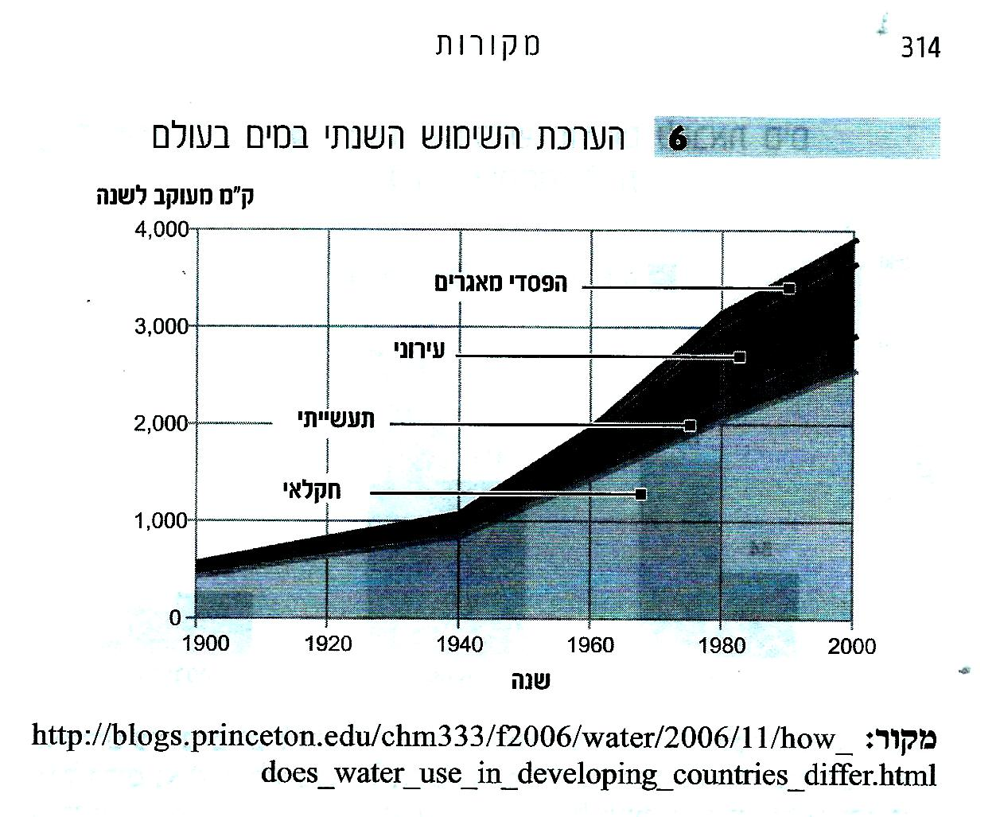 314
מקורות
6 הערכת השימוש השנתי במים בעולם
ק"מ מעוקב לשנה
4,000
הפסדי מאגרים
3,000
עירוני
2,000
תעשייתי
חקלאי
1,000
0
1900 1920 1940 1960 1980 2000
שנה
מקור: http://blogs.princeton.edu/chm333/f2006/water/2006/11/how_
does_water_use_in_developing_countries_differ.html